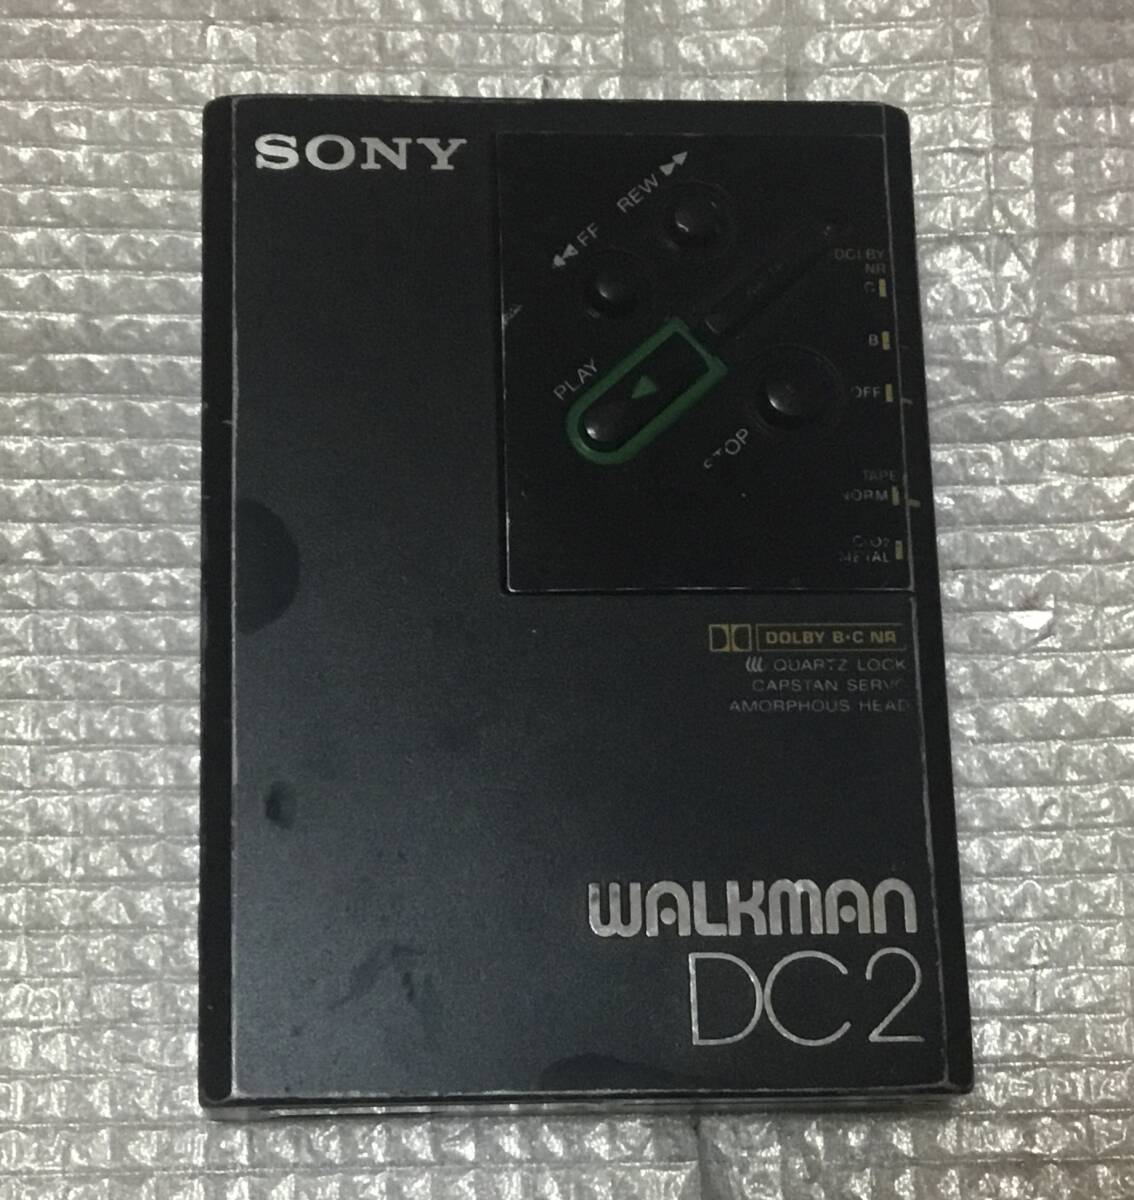 SONY
REW ▶▶
◀◀ FF
DOLBY
NR
C
B
OFF
PLAY
STOP
TAPE
NORM
METAL
DOLBY B·C NR
QUARTZ LOCK
CAPSTAN SERVO
AMORPHOUS HEAD
WALKMAN
DC2